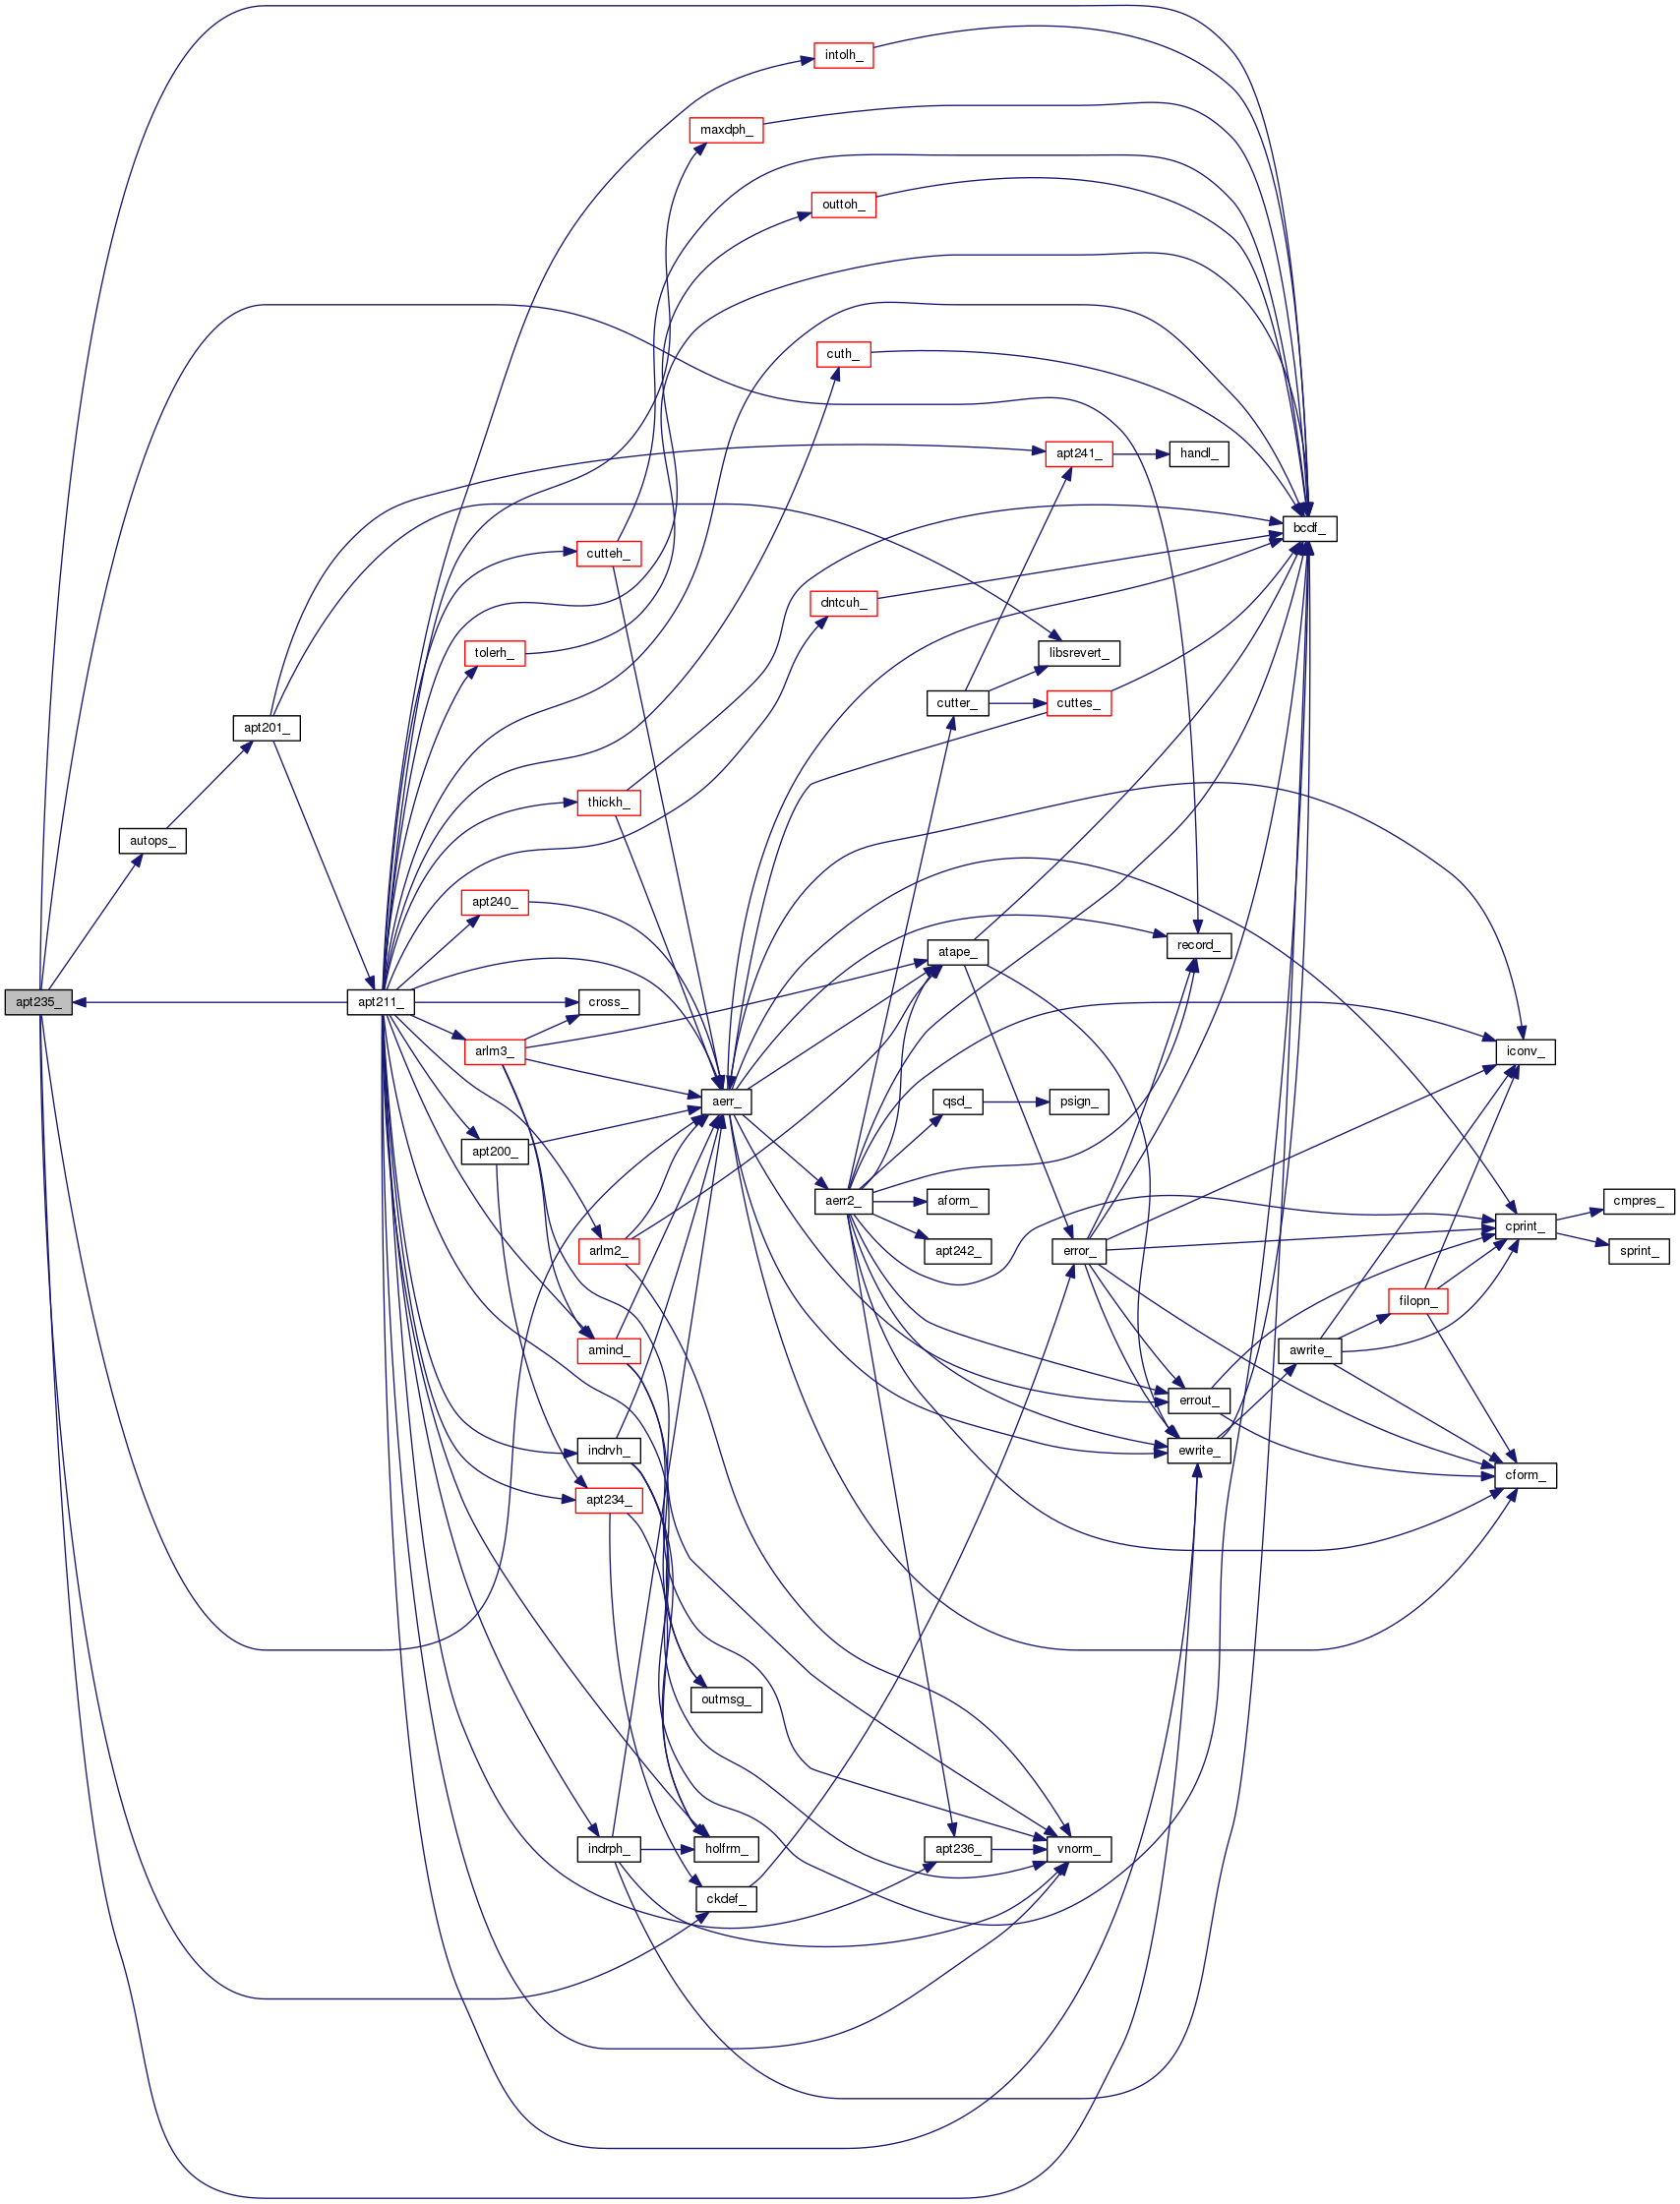 intolh_
maxdph_
outtoh_
cuth_
apt241_
handl_
bcdf_
cutteh_
dntcuh_
tolerh_
libsrevert_
cutter_
cuttes_
apt201_
thickh_
autops_
apt240_
atape_
record_
apt235_
apt211_
cross_
arlm3_
iconv_
aerr_
qsd_
psign_
apt200_
aerr2_
aform_
cmpres_
cprint_
arlm2_
apt242_
error_
sprint_
filopn_
amind_
awrite_
errout_
indrvh_
ewrite_
cform_
apt234_
outmsg_
indrph_
holfrm_
apt236_
vnorm_
ckdef_